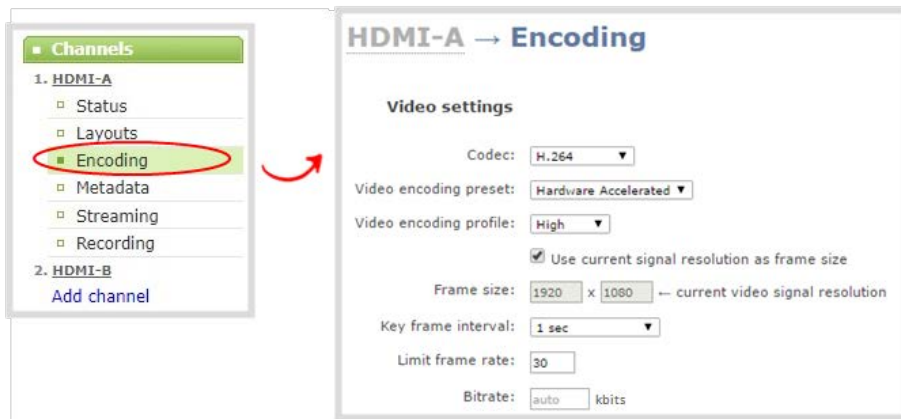 Channels
1. HDMI-A
Status
Layouts
Encoding
Metadata
Streaming
Recording
2. HDMI-B
Add channel
HDMI-A → Encoding
Video settings
Codec: H.264
Video encoding preset: Hardware Accelerated
Video encoding profile: High
Use current signal resolution as frame size
Frame size: 1920 x 1080 ← current video signal resolution
Key frame interval: 1 sec
Limit frame rate: 30
Bitrate: auto kbits